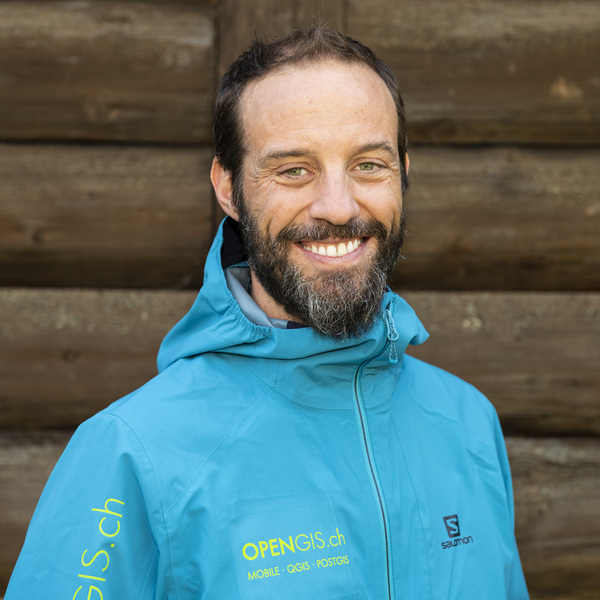 GIS.ch
OPENGIS.ch
MOBILE · QGIS · POSTGIS
salomon